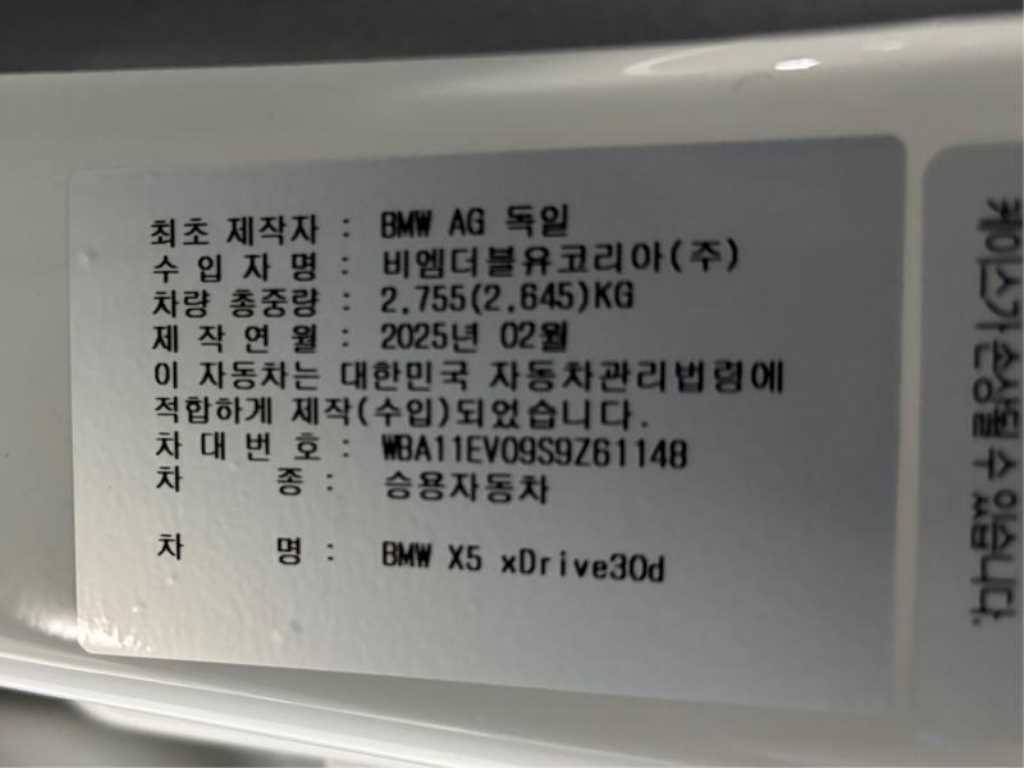 최초 제작자 : BMW AG 독일
수 입 자 명 : 비엠더블유코리아(주)
차량 총중량 : 2,755(2,645)KG
제 작 연 월 : 2025년 02월
이 자동차는 대한민국 자동차관리법령에
적합하게 제작(수입)되었습니다.
차 대 번 호 : WBA11EV09S9Z61148
차 종 : 승용자동차
차 명 : BMW X5 xDrive30d
케이스가 손상될 수 있습니다.